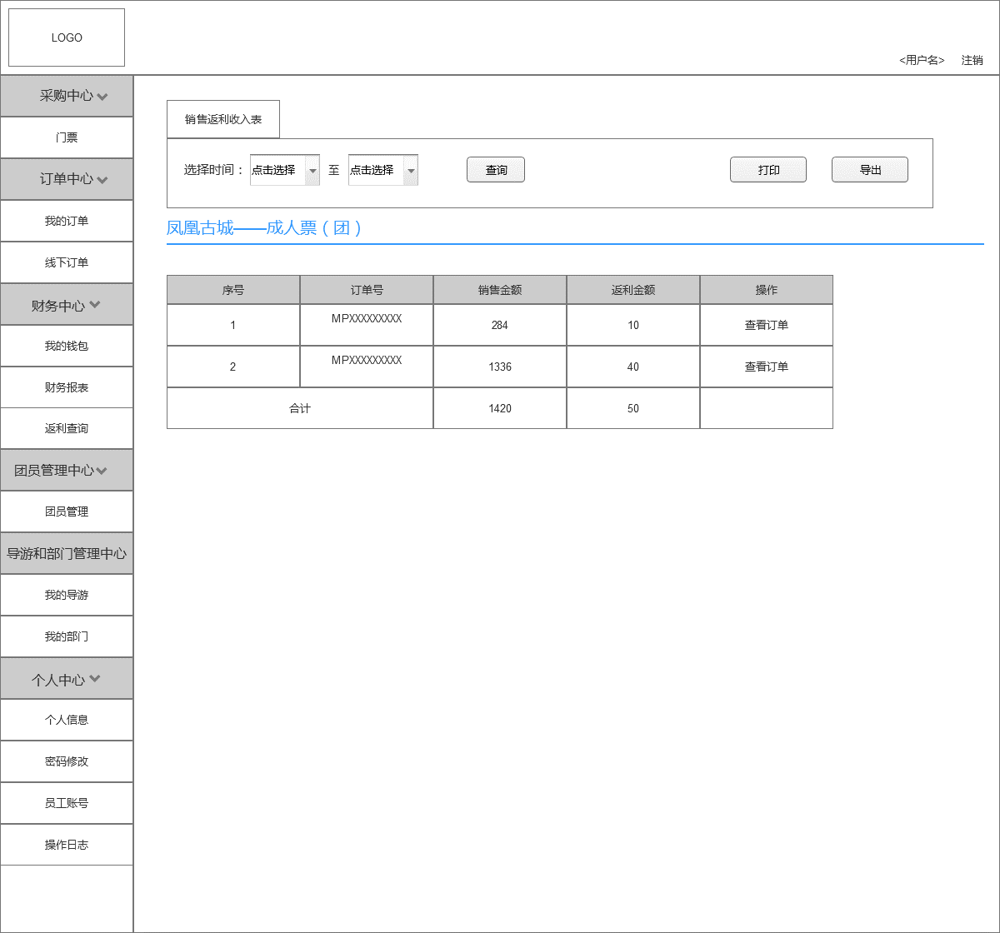 LOGO
<用户名> 注销
采购中心
门票
订单中心
我的订单
线下订单
财务中心
我的钱包
财务报表
返利查询
团员管理中心
团员管理
导游和部门管理中心
我的导游
我的部门
个人中心
个人信息
密码修改
员工账号
操作日志
销售返利收入表
选择时间： 点击选择 至 点击选择 查询 打印 导出
凤凰古城——成人票（团）
序号 订单号 销售金额 返利金额 操作
1 MPXXXXXXXXX 284 10 查看订单
2 MPXXXXXXXXX 1336 40 查看订单
合计 1420 50